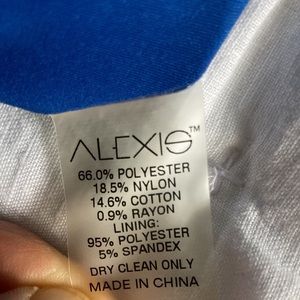 ALEXIS™
66.0% POLYESTER
18.5% NYLON
14.6% COTTON
0.9% RAYON
LINING:
95% POLYESTER
5% SPANDEX
DRY CLEAN ONLY
MADE IN CHINA